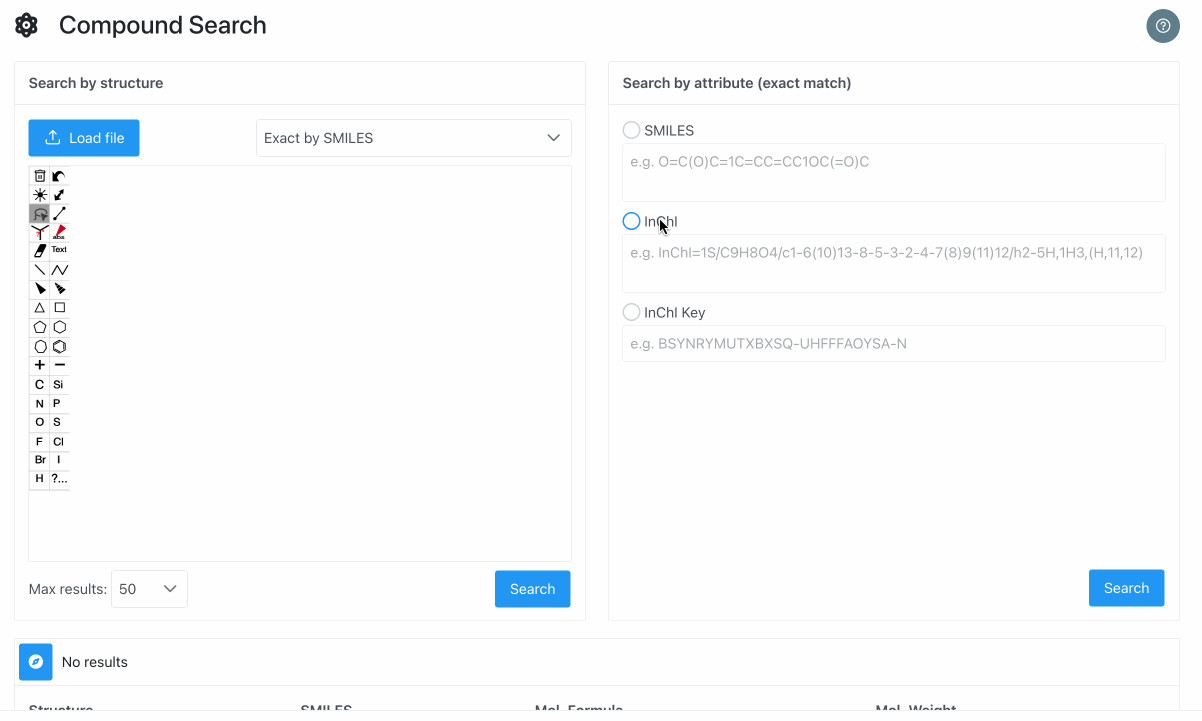 Compound Search
Search by structure
Load file
Exact by SMILES
abc
Text
C Si
N P
O S
F Cl
Br I
H ?...
Max results: 50
Search
Search by attribute (exact match)
SMILES
e.g. O=C(O)C=1C=CC=CC1OC(=O)C
InChI
e.g. InChI=1S/C9H8O4/c1-6(10)13-8-5-3-2-4-7(8)9(11)12/h2-5H,1H3,(H,11,12)
InChI Key
e.g. BSYNRYMUTXBXSQ-UHFFFAOYSA-N
Search
No results
Structure SMILES Mol. Formula Mol. Weight